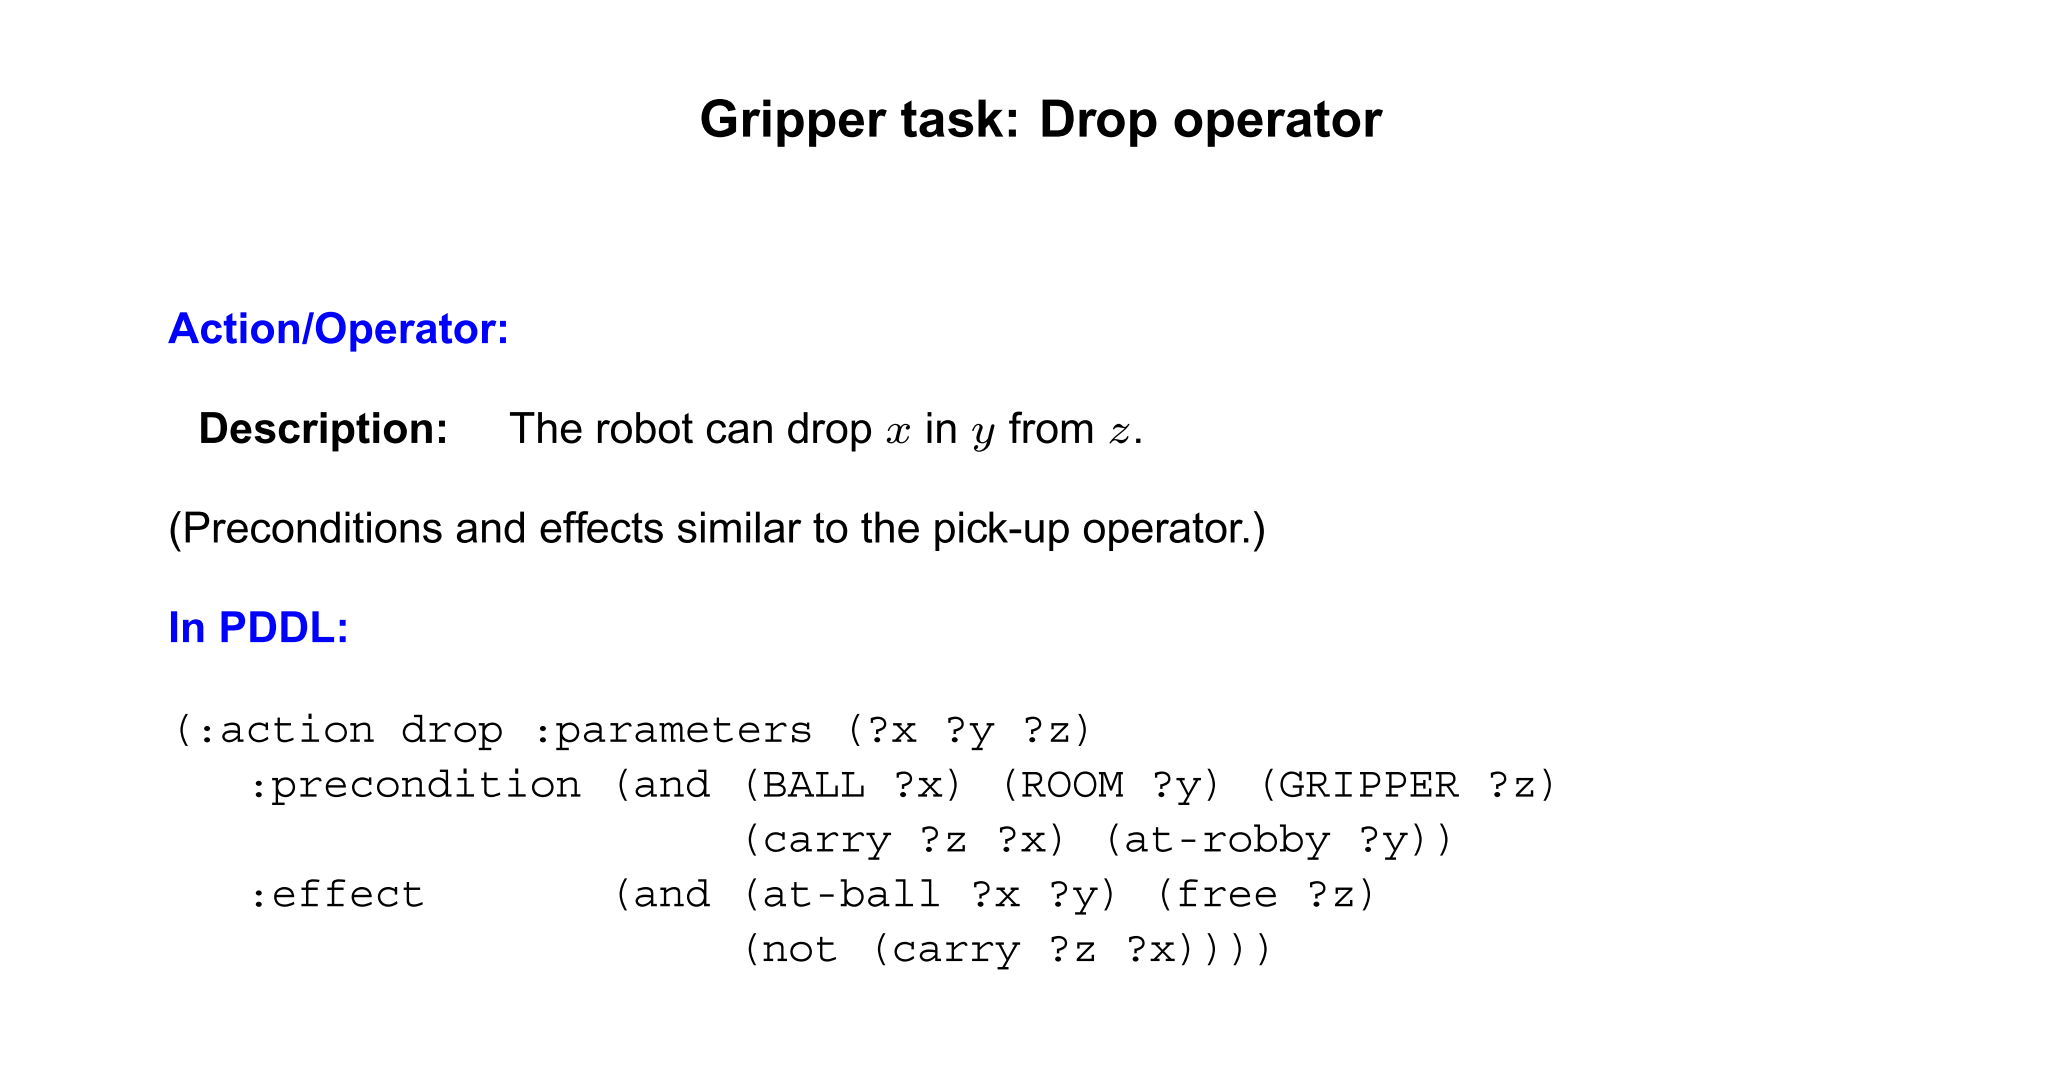 Gripper task: Drop operator
Action/Operator:
Description: The robot can drop x in y from z.
(Preconditions and effects similar to the pick-up operator.)
In PDDL:
(:action drop :parameters (?x ?y ?z)
:precondition (and (BALL ?x) (ROOM ?y) (GRIPPER ?z)
(carry ?z ?x) (at-robby ?y))
:effect (and (at-ball ?x ?y) (free ?z)
(not (carry ?z ?x))))